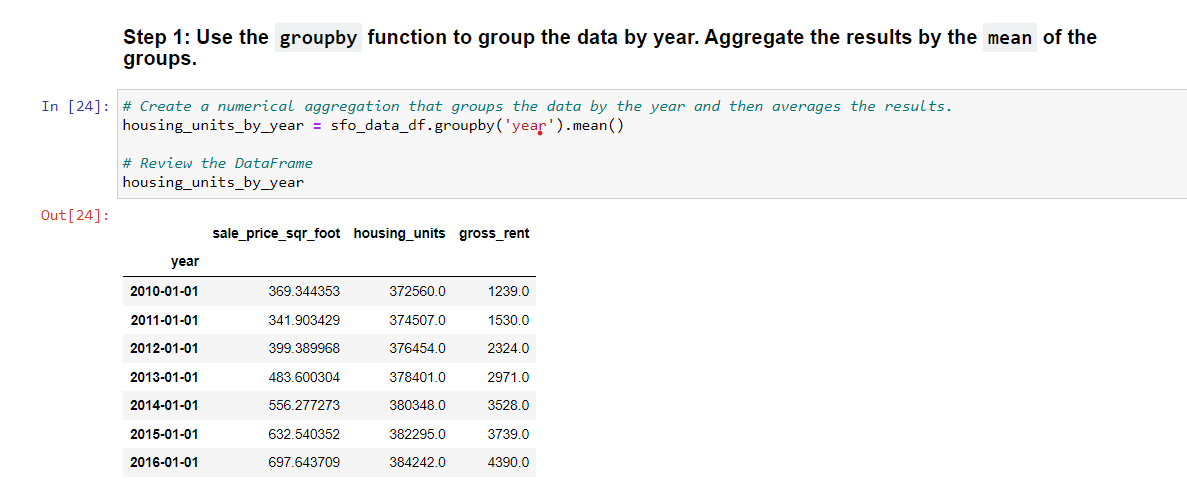 Step 1: Use the groupby function to group the data by year. Aggregate the results by the mean of the
groups.
In [24]: # Create a numerical aggregation that groups the data by the year and then averages the results.
housing_units_by_year = sfo_data_df.groupby('year').mean()
# Review the DataFrame
housing_units_by_year
Out[24]:
sale_price_sqr_foot housing_units gross_rent
year
2010-01-01 369.344353 372560.0 1239.0
2011-01-01 341.903429 374507.0 1530.0
2012-01-01 399.389968 376454.0 2324.0
2013-01-01 483.600304 378401.0 2971.0
2014-01-01 556.277273 380348.0 3528.0
2015-01-01 632.540352 382295.0 3739.0
2016-01-01 697.643709 384242.0 4390.0